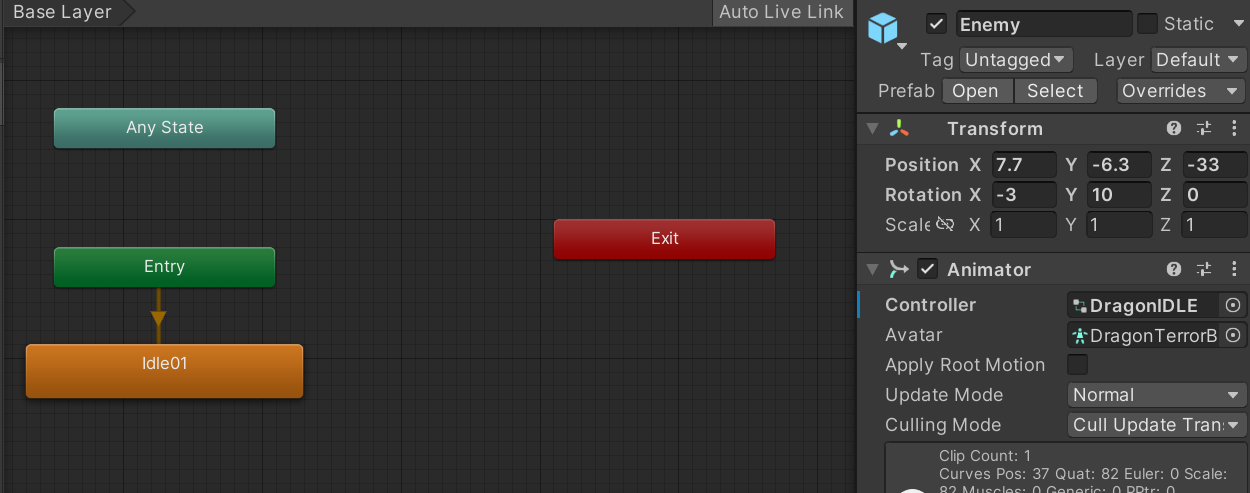 Base Layer
Auto Live Link
Any State
Entry
Idle01
Exit
Enemy
Static
Tag Untagged Layer Default
Prefab Open Select Overrides
Transform
Position X 7.7 Y -6.3 Z -33
Rotation X -3 Y 10 Z 0
Scale X 1 Y 1 Z 1
Animator
Controller DragonIDLE
Avatar DragonTerrorB
Apply Root Motion
Update Mode Normal
Culling Mode Cull Update Tran
Clip Count: 1
Curves Pos: 37 Quat: 82 Euler: 0 Scale:
82 Muscles: 0 Generic: 0 PPtr: 0